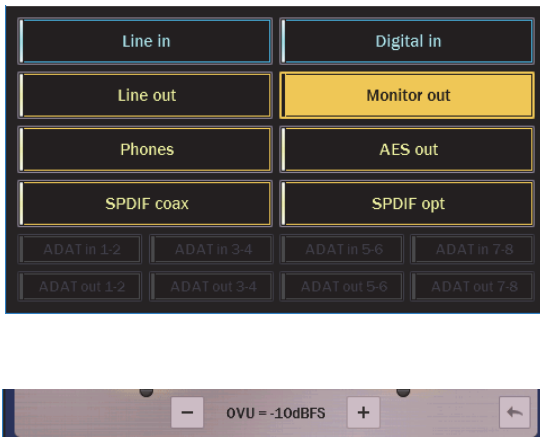 Line in Digital in
Line out Monitor out
Phones AES out
SPDIF coax SPDIF opt
ADAT in 1-2 ADAT in 3-4 ADAT in 5-6 ADAT in 7-8
ADAT out 1-2 ADAT out 3-4 ADAT out 5-6 ADAT out 7-8
− 0VU = -10dBFS +